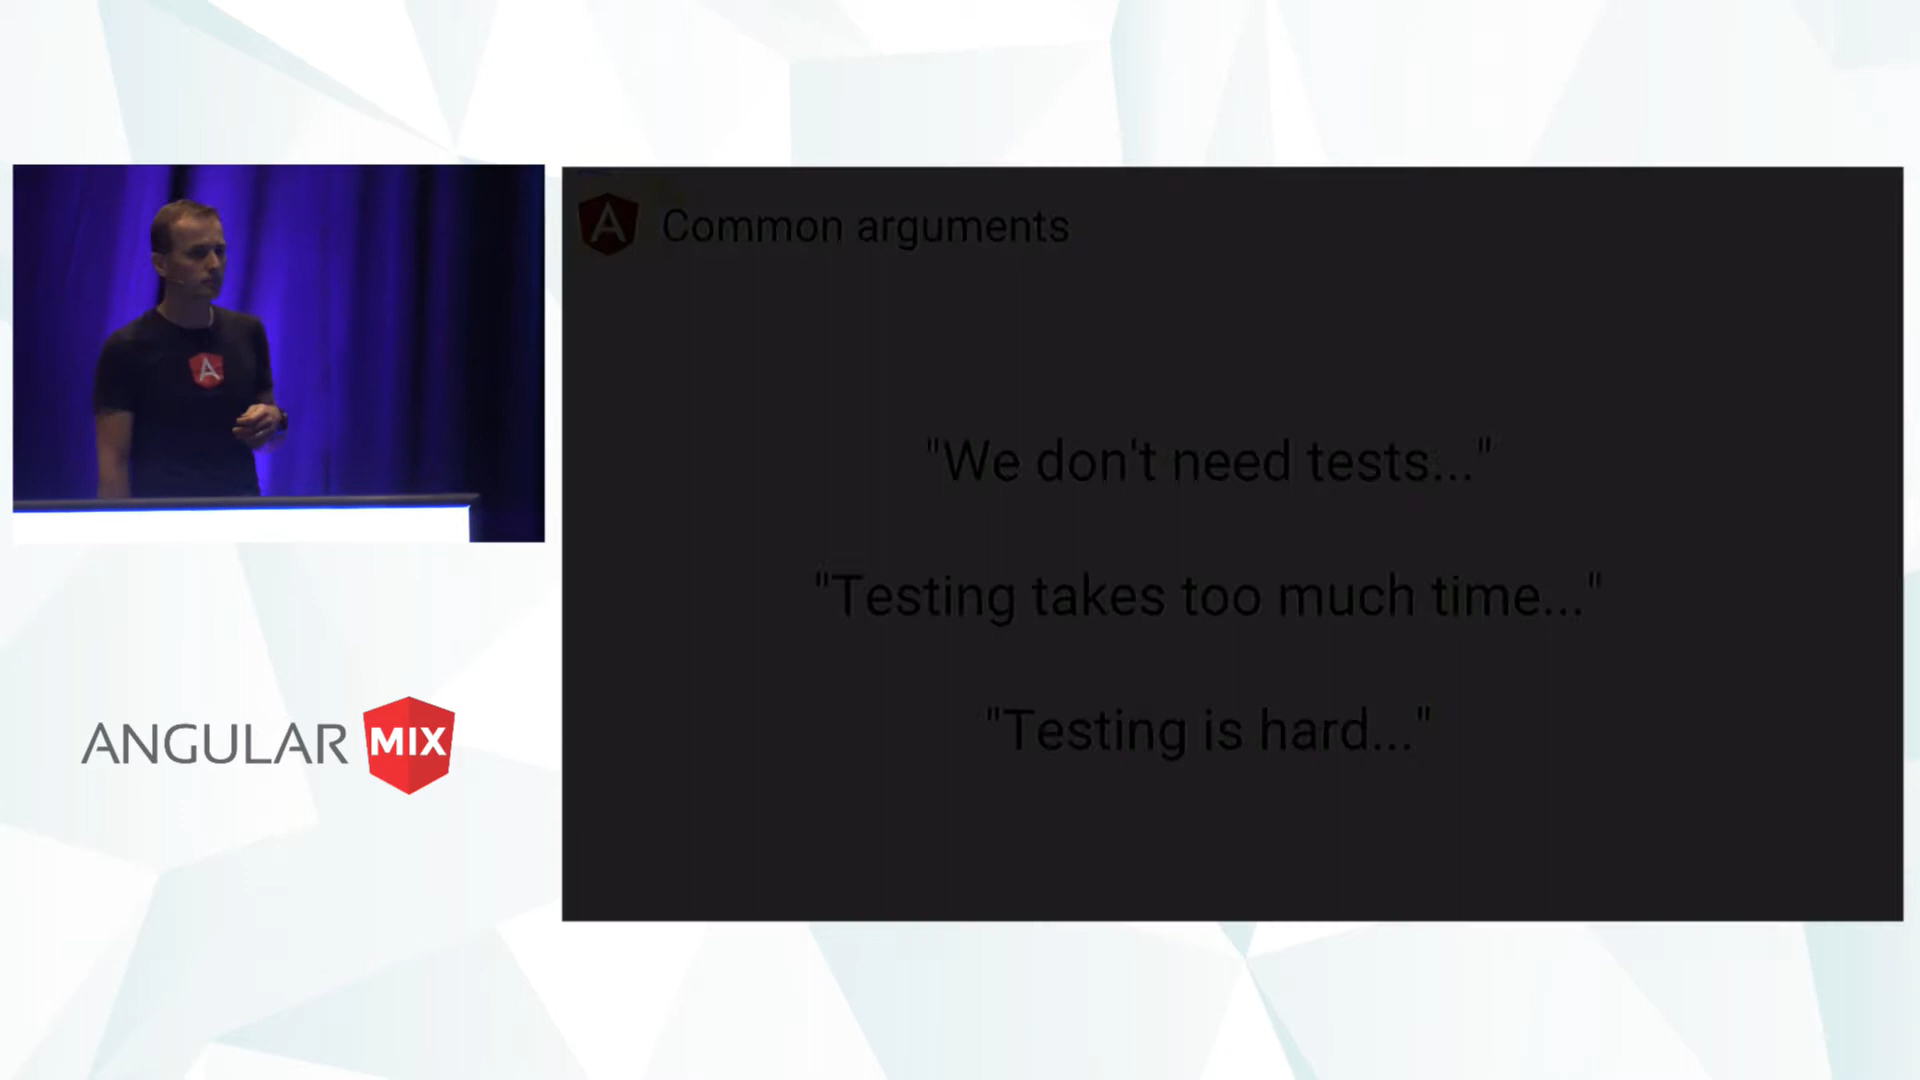 A
Common arguments
"We don't need tests..."
"Testing takes too much time..."
"Testing is hard..."
A
ANGULAR MIX